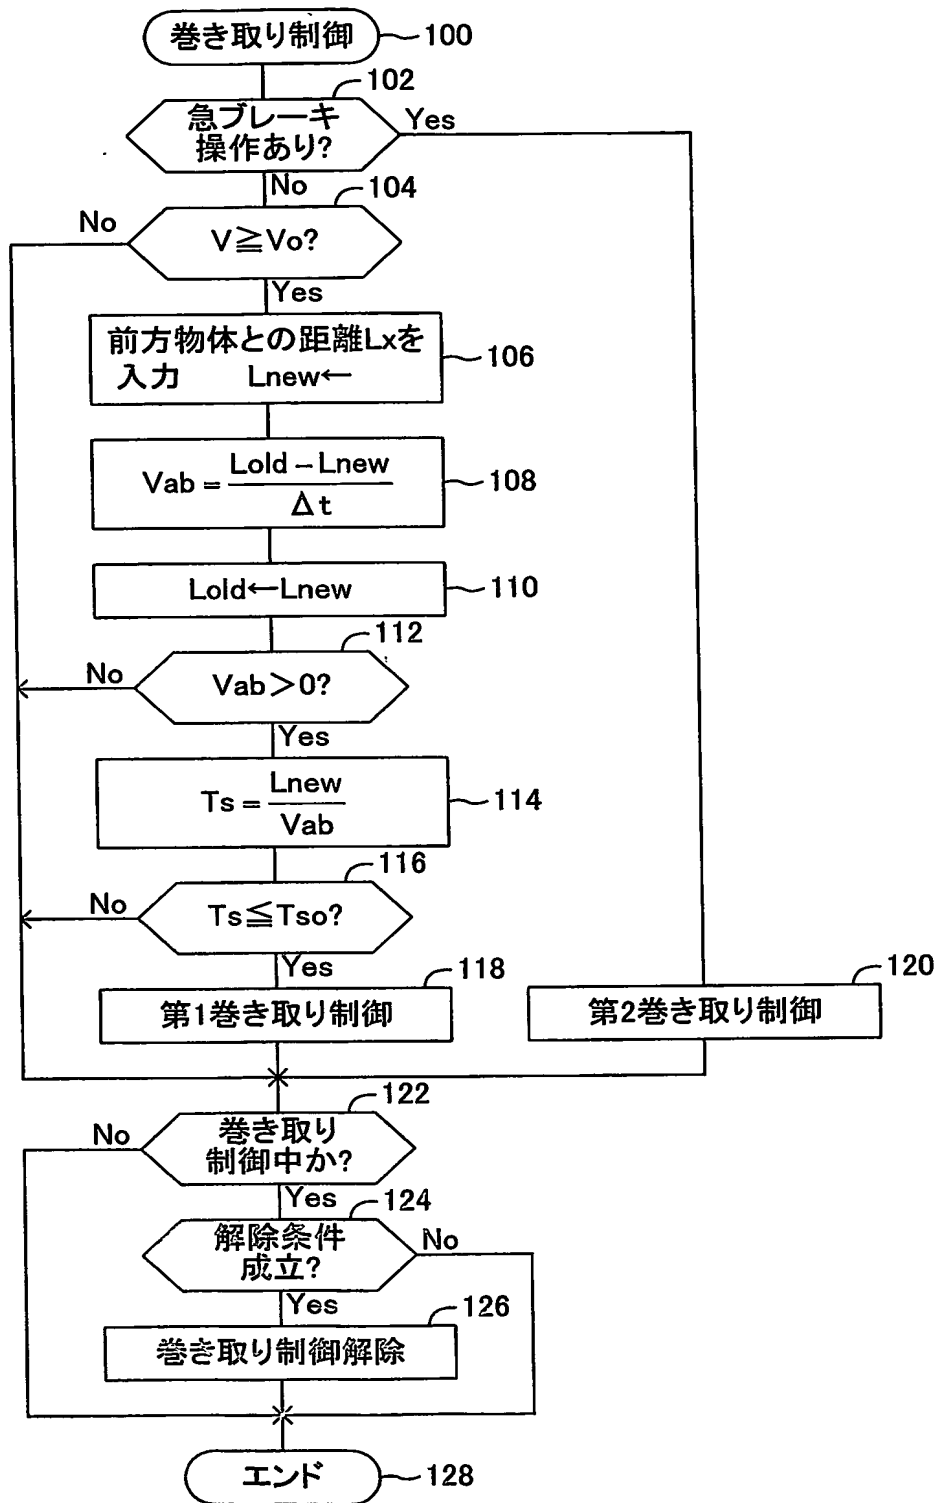 巻き取り制御 100
102
急ブレーキ
操作あり?
Yes
No
104
No
V≧Vo?
Yes
前方物体との距離Lxを
入力 Lnew←
106
Vab = Lold - Lnew / Δt
108
Lold←Lnew
110
112
No
Vab>0?
Yes
Ts = Lnew / Vab
114
116
No
Ts≦Tso?
Yes
118
第1巻き取り制御
120
第2巻き取り制御
122
No
巻き取り
制御中か?
Yes
124
解除条件
成立?
No
Yes
126
巻き取り制御解除
エンド 128